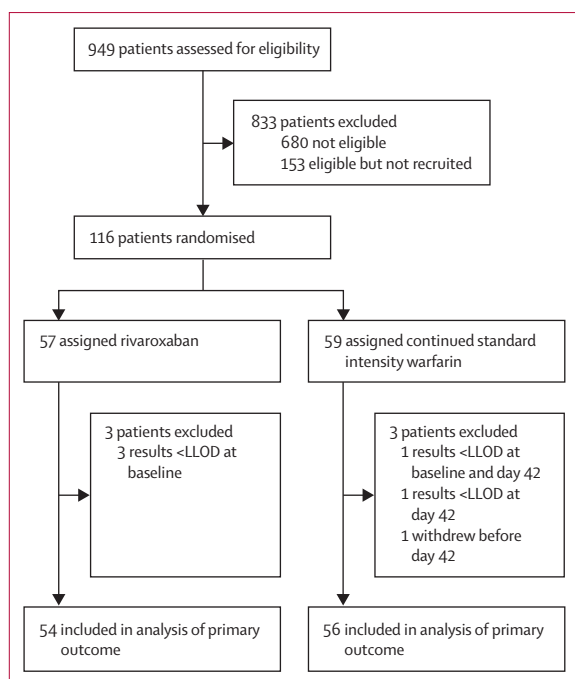 949 patients assessed for eligibility
833 patients excluded
680 not eligible
153 eligible but not recruited
116 patients randomised
57 assigned rivaroxaban
59 assigned continued standard
intensity warfarin
3 patients excluded
3 results <LLOD at
baseline
3 patients excluded
1 results <LLOD at
baseline and day 42
1 results <LLOD at
day 42
1 withdrew before
day 42
54 included in analysis of primary
outcome
56 included in analysis of primary
outcome